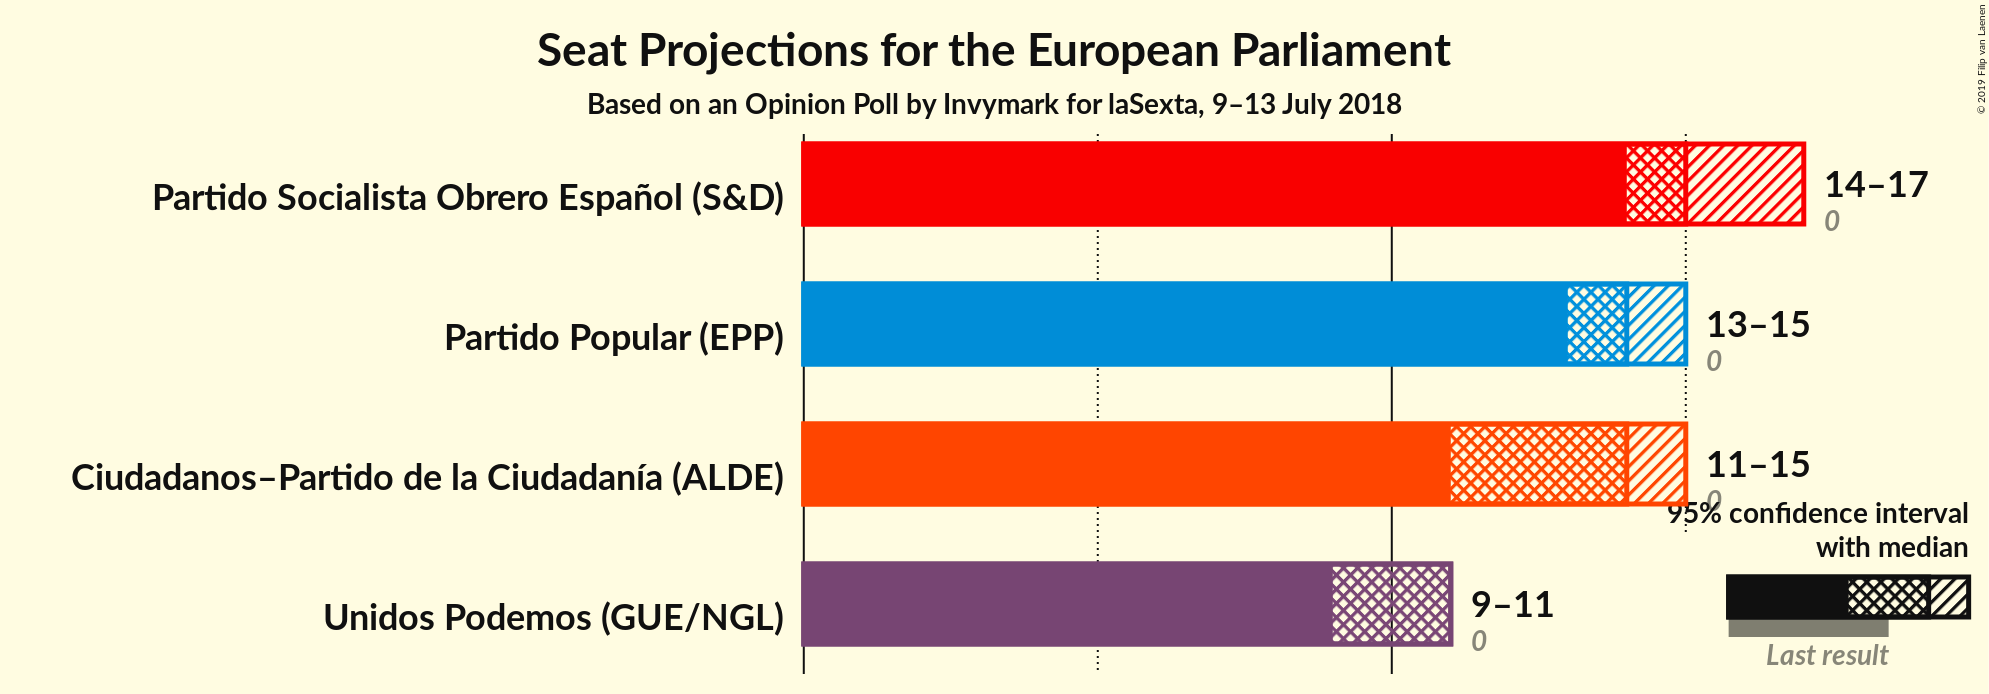 Seat Projections for the European Parliament
Based on an Opinion Poll by Invymark for laSexta, 9–13 July 2018
© 2019 Filip van Laenen
Partido Socialista Obrero Español (S&D)
14–17
0
Partido Popular (EPP)
13–15
0
Ciudadanos–Partido de la Ciudadanía (ALDE)
11–15
0
95% confidence interval
with median
Unidos Podemos (GUE/NGL)
9–11
0
Last result